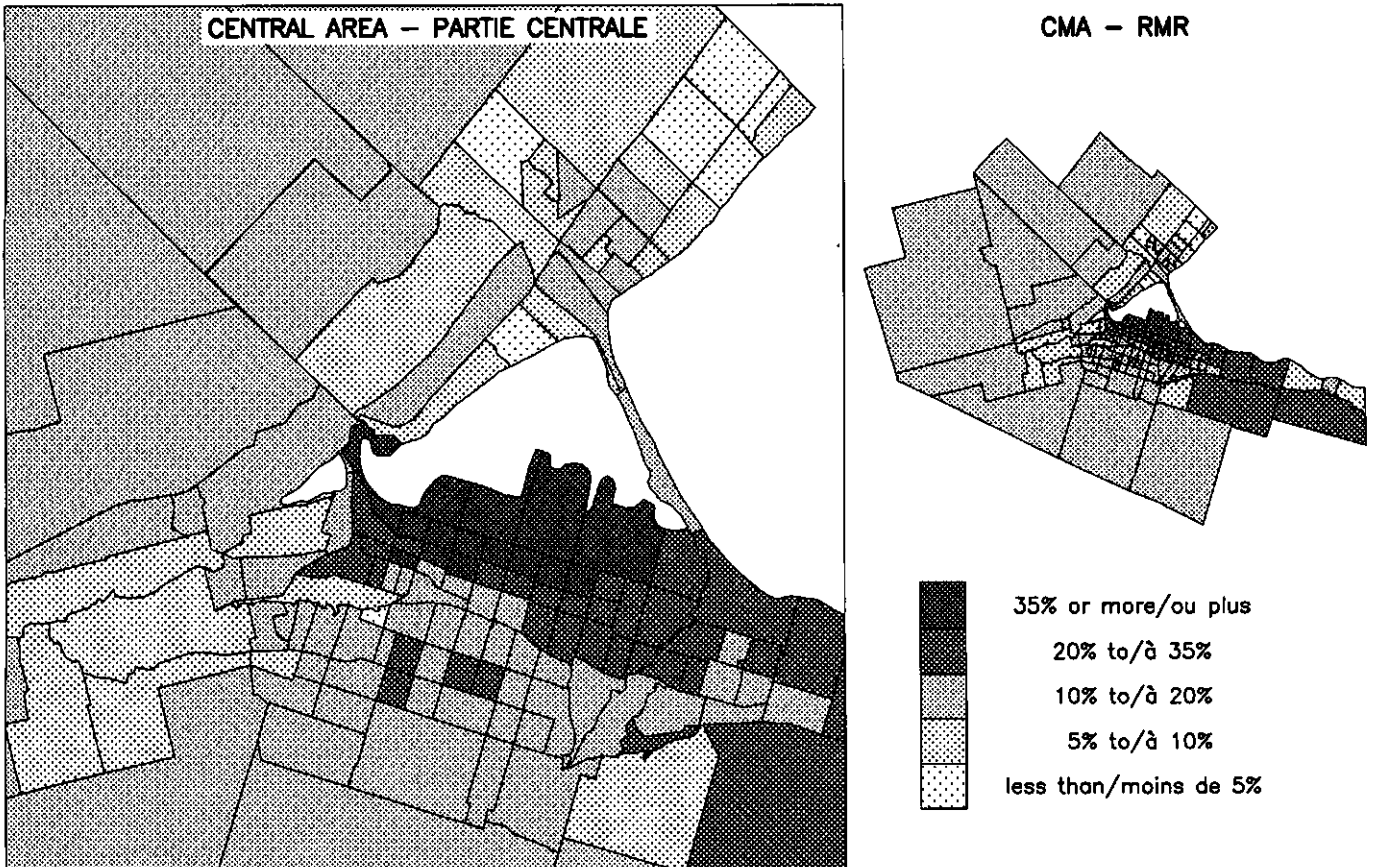 CENTRAL AREA – PARTIE CENTRALE
CMA – RMR
35% or more/ou plus
20% to/à 35%
10% to/à 20%
5% to/à 10%
less than/moins de 5%